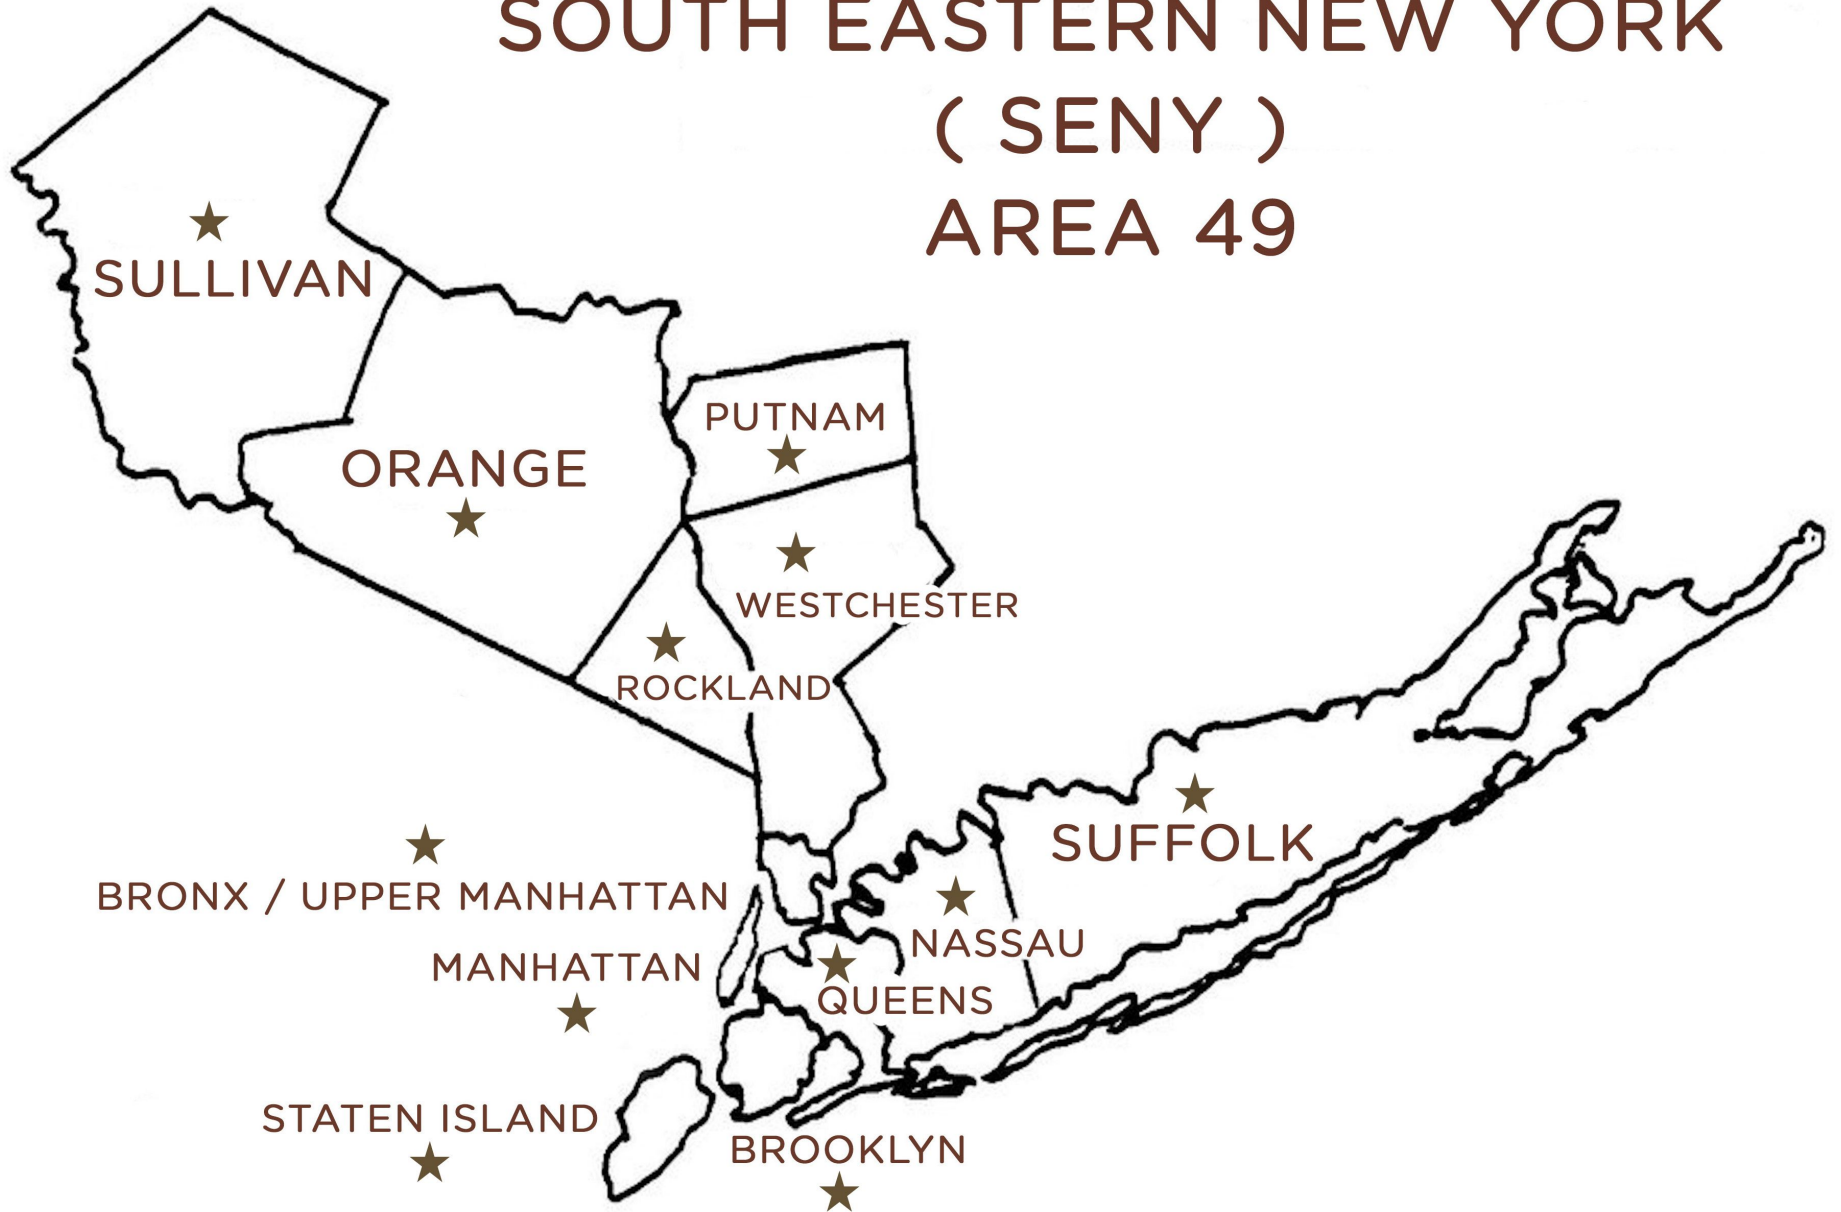 SOUTH EASTERN NEW YORK
( SENY )
AREA 49
SULLIVAN
PUTNAM
ORANGE
WESTCHESTER
ROCKLAND
SUFFOLK
BRONX / UPPER MANHATTAN
NASSAU
MANHATTAN
QUEENS
STATEN ISLAND
BROOKLYN